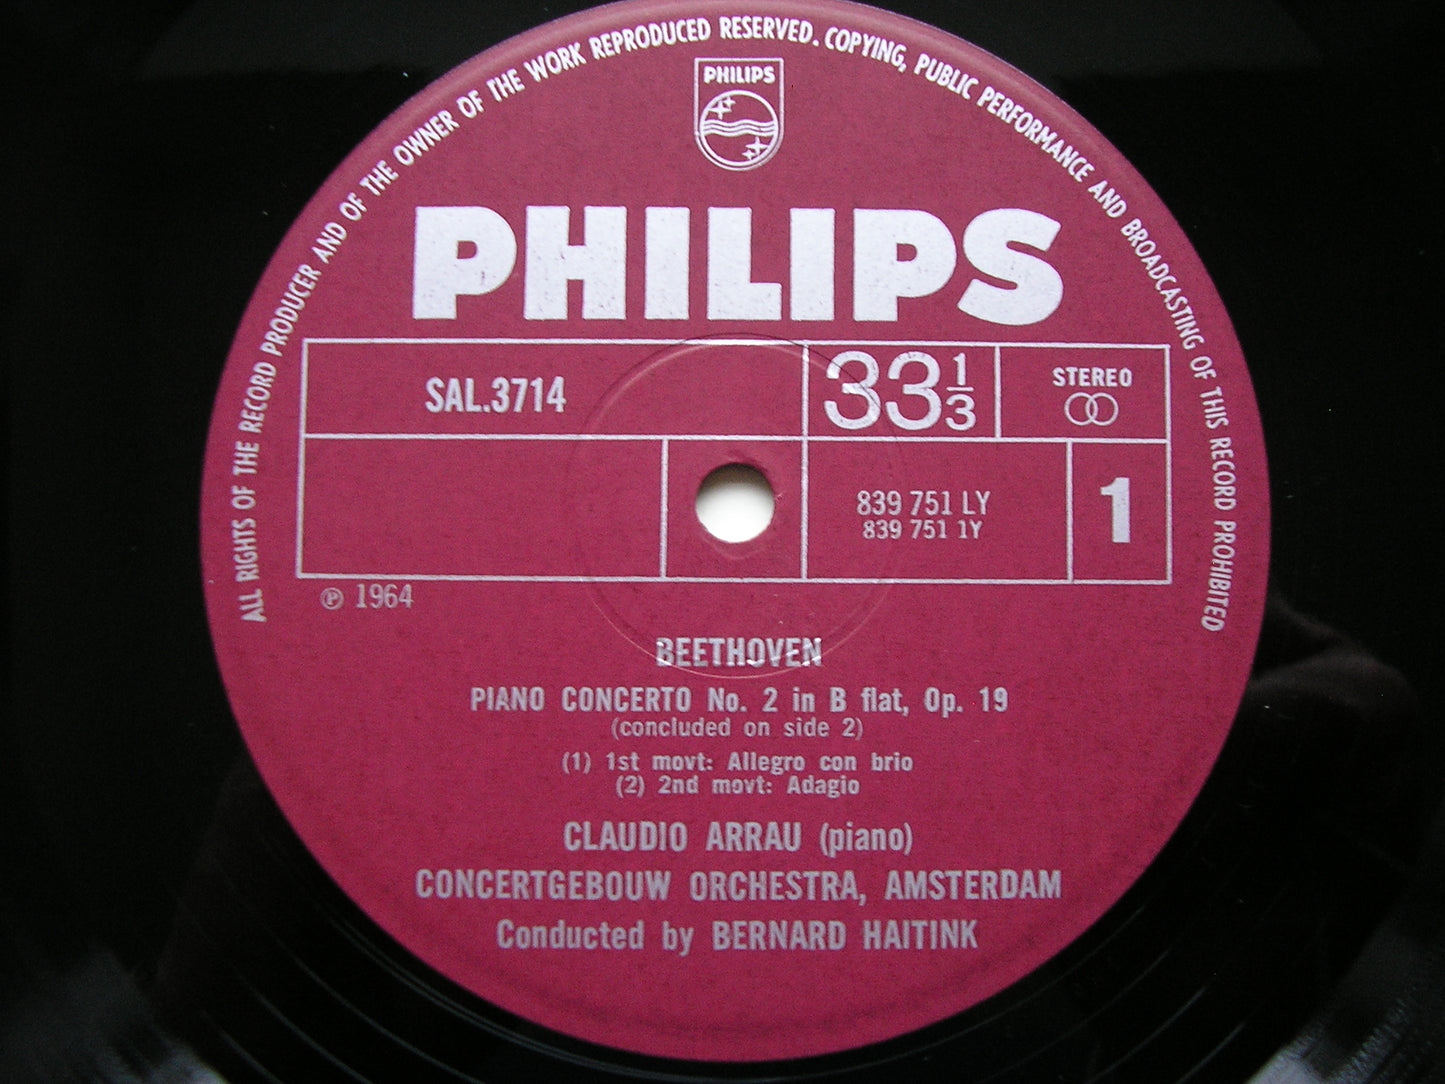 ALL RIGHTS OF THE RECORD PRODUCER AND OF THE OWNER OF THE WORK REPRODUCED RESERVED. COPYING, PUBLIC PERFORMANCE AND BROADCASTING OF THIS RECORD PROHIBITED
PHILIPS
PHILIPS
SAL.3714
33 1/3
STEREO
839 751 LY
839 751 1Y
1
℗ 1964
BEETHOVEN
PIANO CONCERTO No. 2 in B flat, Op. 19
(concluded on side 2)
(1) 1st movt: Allegro con brio
(2) 2nd movt: Adagio
CLAUDIO ARRAU (piano)
CONCERTGEBOUW ORCHESTRA, AMSTERDAM
Conducted by BERNARD HAITINK